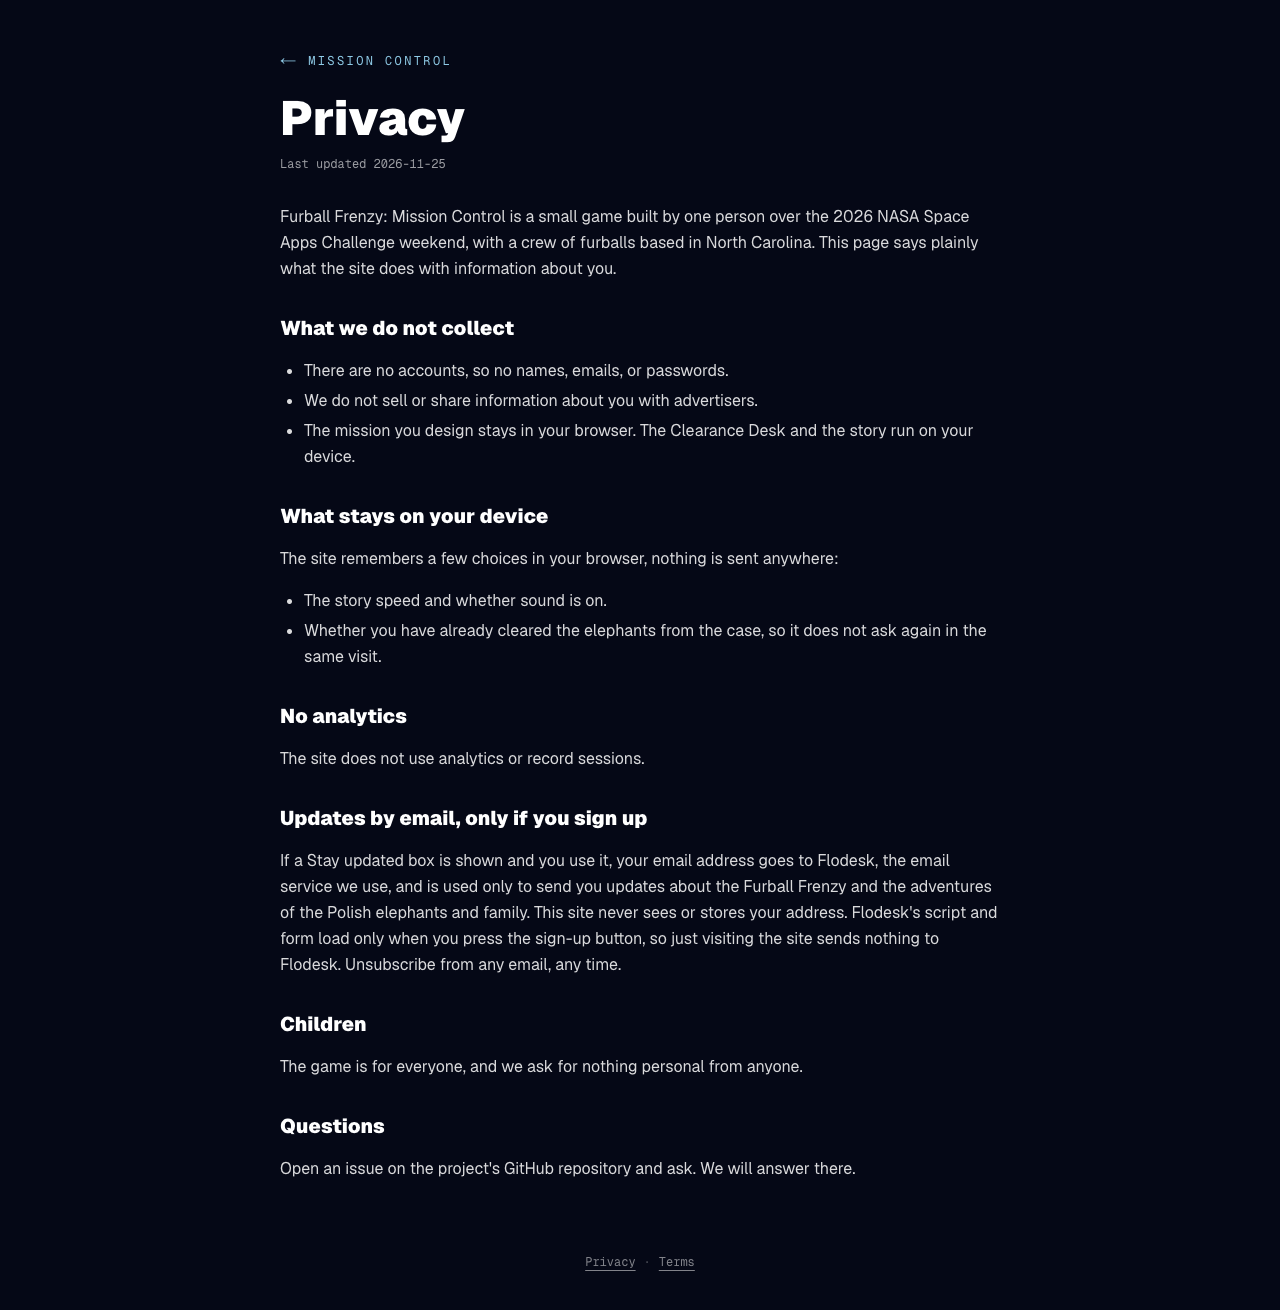 ← MISSION CONTROL
Privacy
Last updated 2026-11-25
Furball Frenzy: Mission Control is a small game built by one person over the 2026 NASA Space
Apps Challenge weekend, with a crew of furballs based in North Carolina. This page says plainly
what the site does with information about you.
What we do not collect
• There are no accounts, so no names, emails, or passwords.
• We do not sell or share information about you with advertisers.
• The mission you design stays in your browser. The Clearance Desk and the story run on your
device.
What stays on your device
The site remembers a few choices in your browser, nothing is sent anywhere:
• The story speed and whether sound is on.
• Whether you have already cleared the elephants from the case, so it does not ask again in the
same visit.
No analytics
The site does not use analytics or record sessions.
Updates by email, only if you sign up
If a Stay updated box is shown and you use it, your email address goes to Flodesk, the email
service we use, and is used only to send you updates about the Furball Frenzy and the adventures
of the Polish elephants and family. This site never sees or stores your address. Flodesk's script and
form load only when you press the sign-up button, so just visiting the site sends nothing to
Flodesk. Unsubscribe from any email, any time.
Children
The game is for everyone, and we ask for nothing personal from anyone.
Questions
Open an issue on the project's GitHub repository and ask. We will answer there.
Privacy · Terms